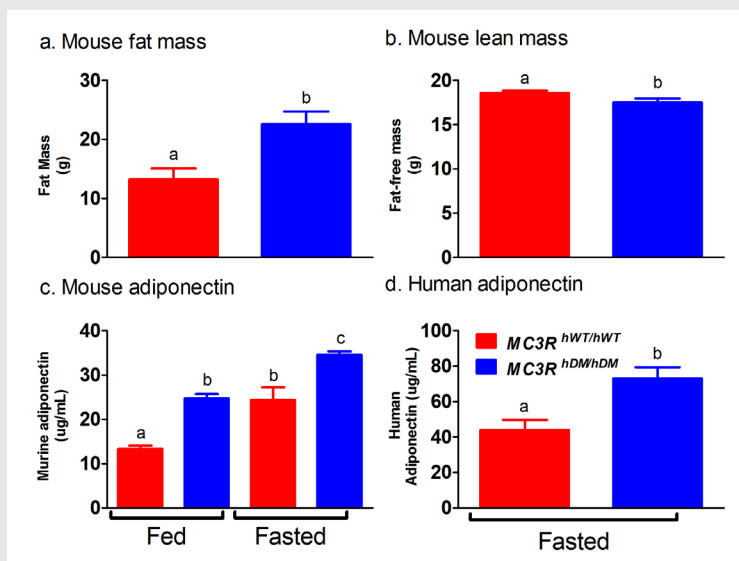 a. Mouse fat mass
30
20
10
0
Fat Mass
(g)
a
b
b. Mouse lean mass
20
15
10
5
0
Fat-free mass
(g)
a
b
c. Mouse adiponectin
40
30
20
10
0
Murine adiponectin
(ug/mL)
a
b
b
c
Fed
Fasted
d. Human adiponectin
100
80
60
40
20
0
Human
Adiponectin (ug/mL)
MC3R hWT/hWT
MC3R hDM/hDM
a
b
Fasted